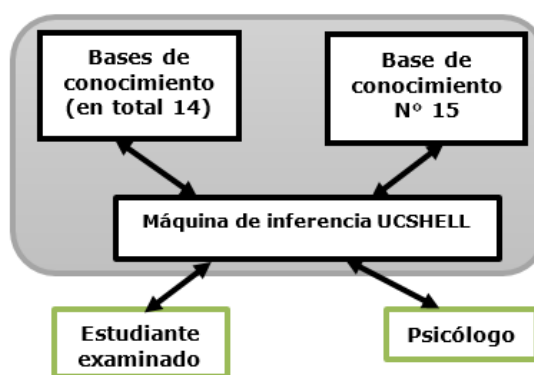 Bases de
conocimiento
(en total 14)
Base de
conocimiento
Nº 15
Máquina de inferencia UCSHELL
Estudiante
examinado
Psicólogo